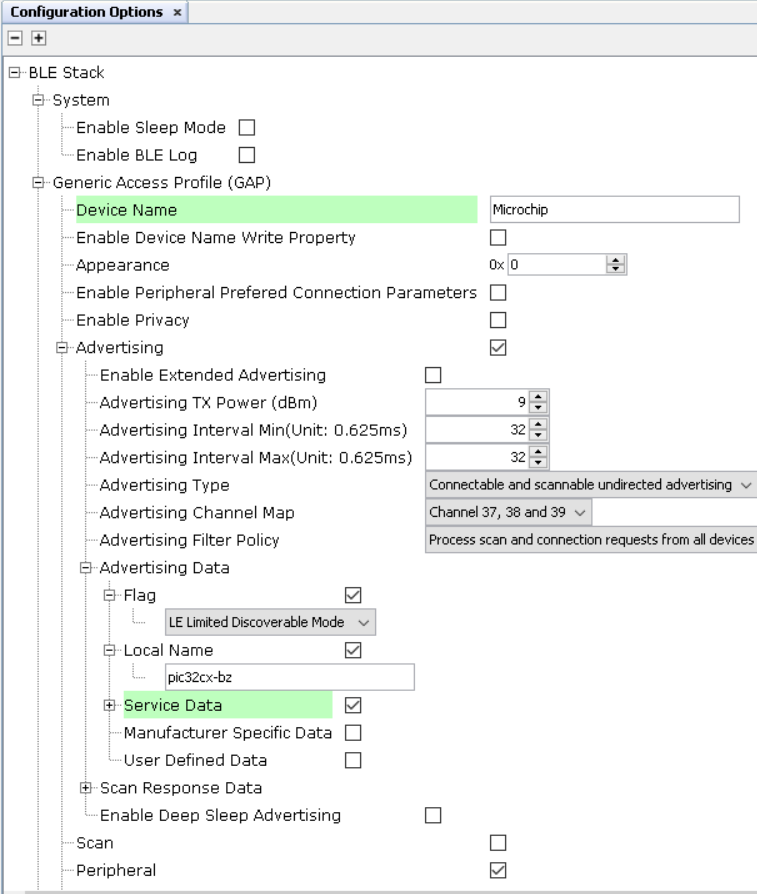 Configuration Options ×
BLE Stack
System
Enable Sleep Mode
Enable BLE Log
Generic Access Profile (GAP)
Device Name Microchip
Enable Device Name Write Property
Appearance 0x 0
Enable Peripheral Prefered Connection Parameters
Enable Privacy
Advertising
Enable Extended Advertising
Advertising TX Power (dBm) 9
Advertising Interval Min(Unit: 0.625ms) 32
Advertising Interval Max(Unit: 0.625ms) 32
Advertising Type Connectable and scannable undirected advertising
Advertising Channel Map Channel 37, 38 and 39
Advertising Filter Policy Process scan and connection requests from all devices
Advertising Data
Flag
LE Limited Discoverable Mode
Local Name
pic32cx-bz
Service Data
Manufacturer Specific Data
User Defined Data
Scan Response Data
Enable Deep Sleep Advertising
Scan
Peripheral